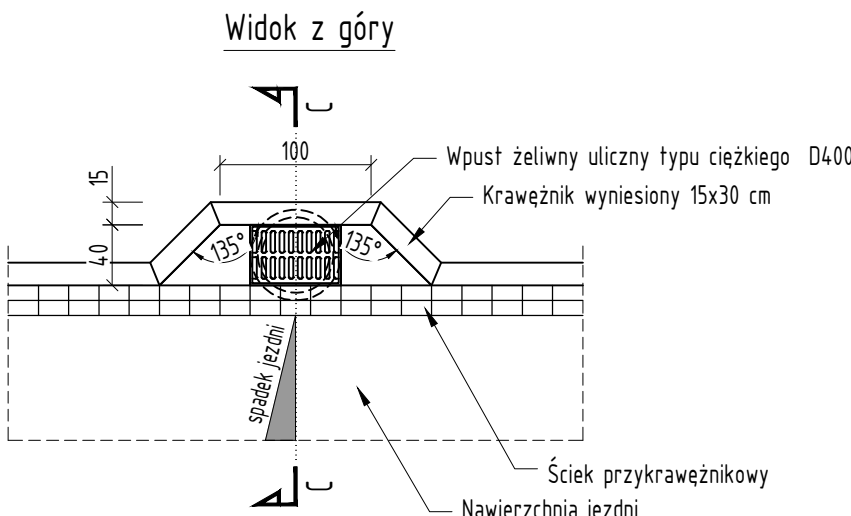 Widok z góry
C
100
Wpust żeliwny uliczny typu ciężkiego D400
15
Krawężnik wyniesiony 15x30 cm
40
135°
135°
spadek jezdni
Ściek przykrawężnikowy
C
Nawierzchnia jezdni